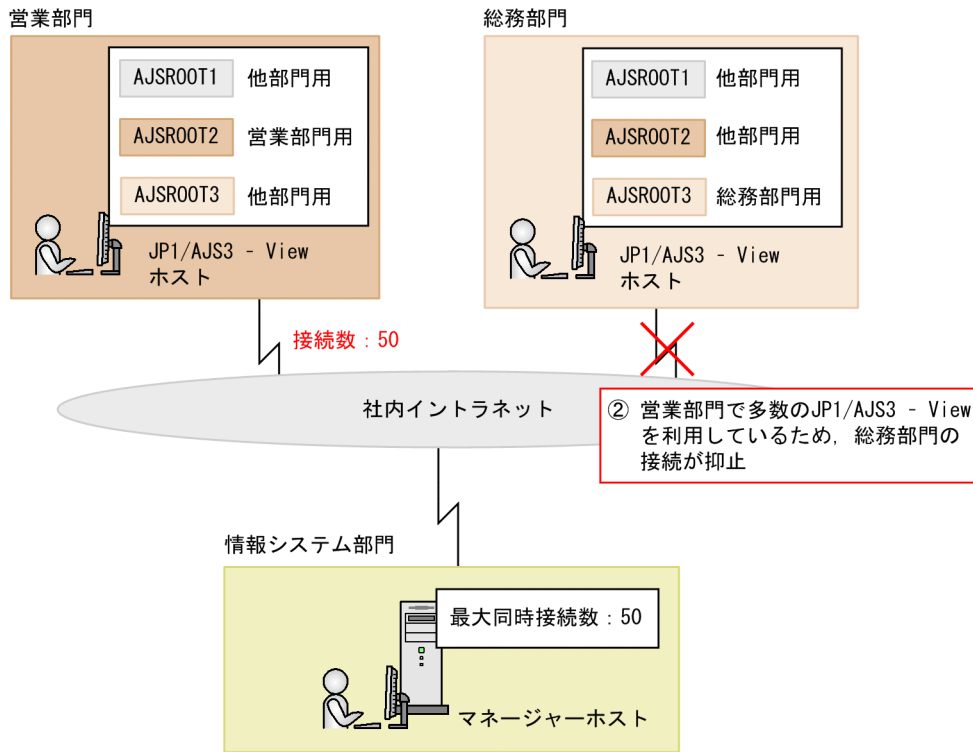 営業部門
AJSROOT1 他部門用
AJSROOT2 営業部門用
AJSROOT3 他部門用
JP1/AJS3 - View
ホスト
総務部門
AJSROOT1 他部門用
AJSROOT2 他部門用
AJSROOT3 総務部門用
JP1/AJS3 - View
ホスト
接続数:50
社内イントラネット
② 営業部門で多数のJP1/AJS3 - View
を利用しているため,総務部門の
接続が抑止
情報システム部門
最大同時接続数:50
マネージャーホスト